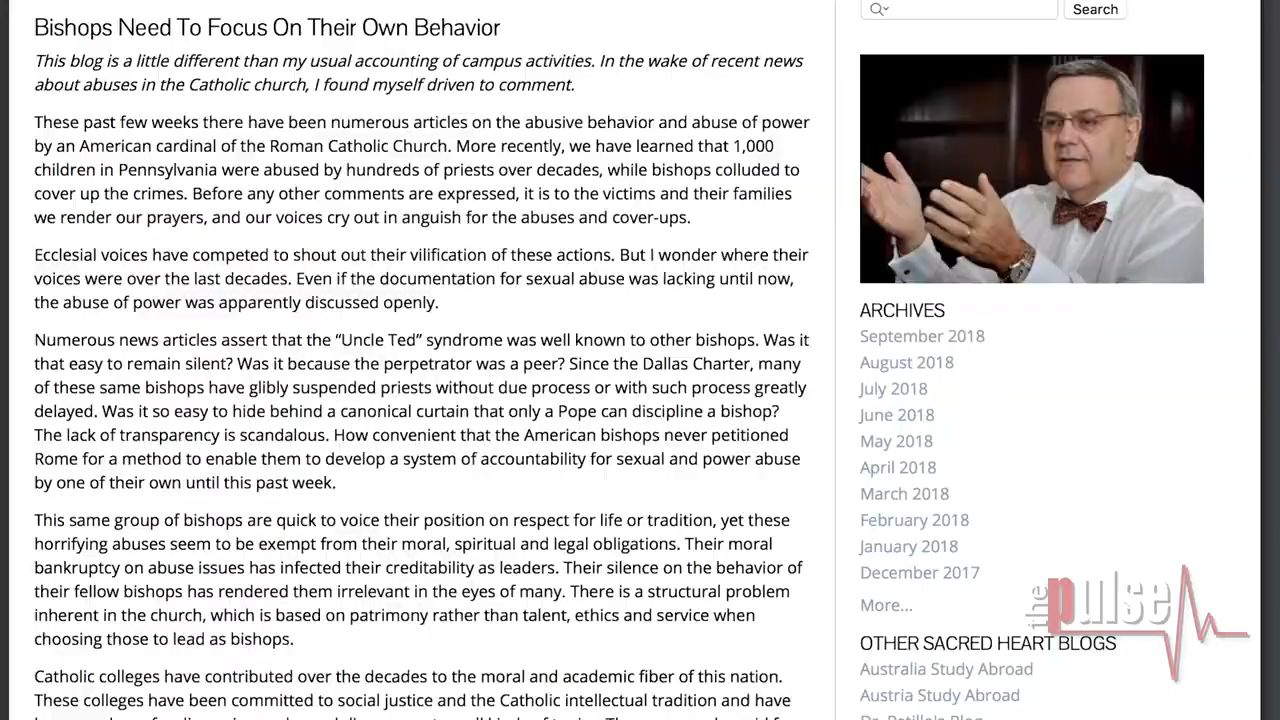 Bishops Need To Focus On Their Own Behavior
This blog is a little different than my usual accounting of campus activities. In the wake of recent news
about abuses in the Catholic church, I found myself driven to comment.
These past few weeks there have been numerous articles on the abusive behavior and abuse of power
by an American cardinal of the Roman Catholic Church. More recently, we have learned that 1,000
children in Pennsylvania were abused by hundreds of priests over decades, while bishops colluded to
cover up the crimes. Before any other comments are expressed, it is to the victims and their families
we render our prayers, and our voices cry out in anguish for the abuses and cover-ups.
Ecclesial voices have competed to shout out their vilification of these actions. But I wonder where their
voices were over the last decades. Even if the documentation for sexual abuse was lacking until now,
the abuse of power was apparently discussed openly.
Numerous news articles assert that the “Uncle Ted” syndrome was well known to other bishops. Was it
that easy to remain silent? Was it because the perpetrator was a peer? Since the Dallas Charter, many
of these same bishops have glibly suspended priests without due process or with such process greatly
delayed. Was it so easy to hide behind a canonical curtain that only a Pope can discipline a bishop?
The lack of transparency is scandalous. How convenient that the American bishops never petitioned
Rome for a method to enable them to develop a system of accountability for sexual and power abuse
by one of their own until this past week.
This same group of bishops are quick to voice their position on respect for life or tradition, yet these
horrifying abuses seem to be exempt from their moral, spiritual and legal obligations. Their moral
bankruptcy on abuse issues has infected their creditability as leaders. Their silence on the behavior of
their fellow bishops has rendered them irrelevant in the eyes of many. There is a structural problem
inherent in the church, which is based on patrimony rather than talent, ethics and service when
choosing those to lead as bishops.
Catholic colleges have contributed over the decades to the moral and academic fiber of this nation.
These colleges have been committed to social justice and the Catholic intellectual tradition and have
Search
ARCHIVES
September 2018
August 2018
July 2018
June 2018
May 2018
April 2018
March 2018
February 2018
January 2018
December 2017
More...
the pulse
OTHER SACRED HEART BLOGS
Australia Study Abroad
Austria Study Abroad